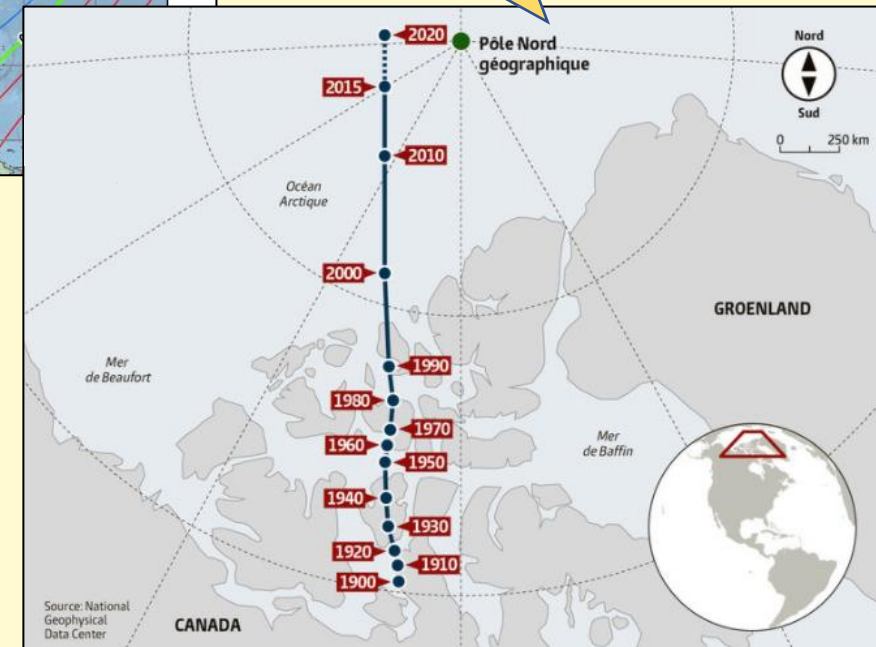 2020
Pôle Nord
géographique
Nord
Sud
0 250 km
2015
2010
Océan
Arctique
2000
GROENLAND
Mer
de Beaufort
1990
1980
1970
1960
1950
Mer
de Baffin
1940
1930
1920
1910
1900
Source: National
Geophysical
Data Center
CANADA